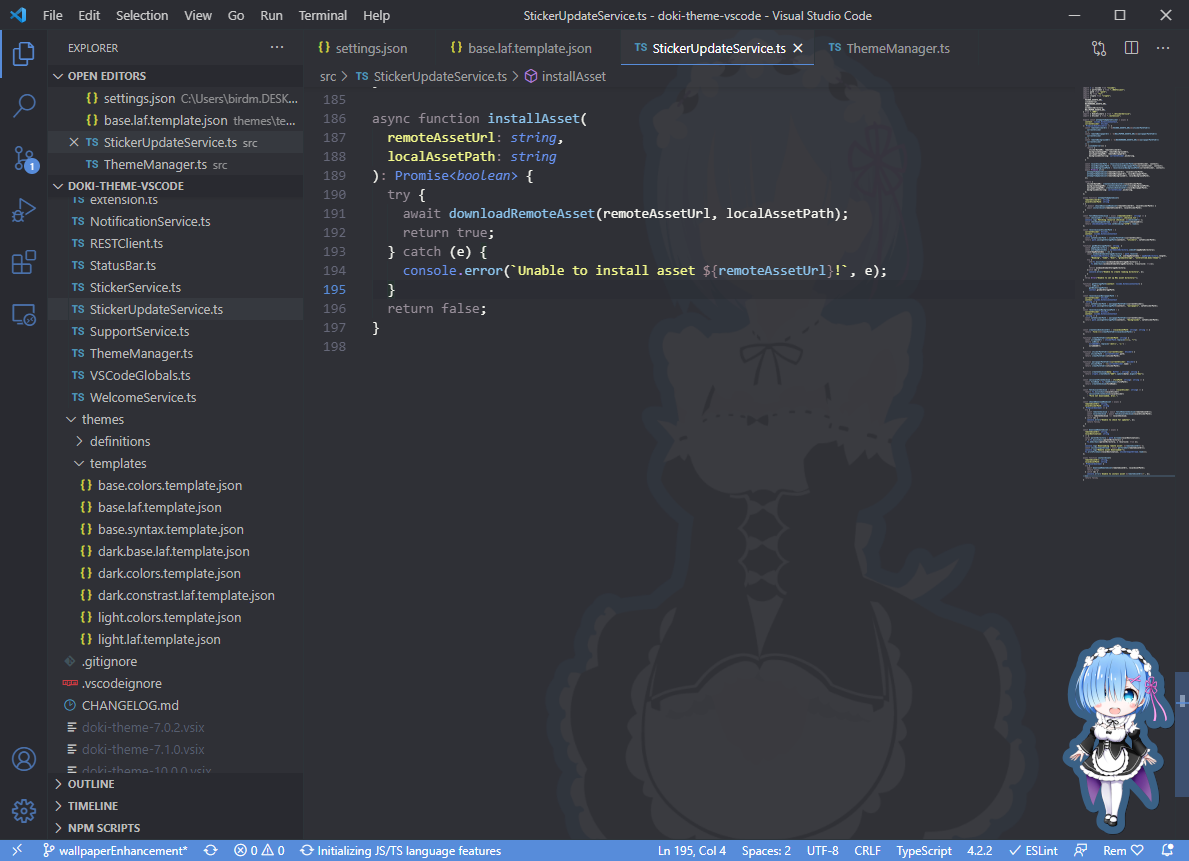 File Edit Selection View Go Run Terminal Help StickerUpdateService.ts - doki-theme-vscode - Visual Studio Code
EXPLORER
OPEN EDITORS
{} settings.json C:\Users\birdm.DESK...
{} base.laf.template.json themes\te...
TS StickerUpdateService.ts src
TS ThemeManager.ts src
DOKI-THEME-VSCODE
TS extension.ts
TS NotificationService.ts
TS RESTClient.ts
TS StatusBar.ts
TS StickerService.ts
TS StickerUpdateService.ts
TS SupportService.ts
TS ThemeManager.ts
TS VSCodeGlobals.ts
TS WelcomeService.ts
themes
definitions
templates
{} base.colors.template.json
{} base.laf.template.json
{} base.syntax.template.json
{} dark.base.laf.template.json
{} dark.colors.template.json
{} dark.constrast.laf.template.json
{} light.colors.template.json
{} light.laf.template.json
.gitignore
.vscodeignore
CHANGELOG.md
doki-theme-7.0.2.vsix
doki-theme-7.1.0.vsix
doki-theme-10.0.0.vsix
OUTLINE
TIMELINE
NPM SCRIPTS
1
{} settings.json {} base.laf.template.json TS StickerUpdateService.ts TS ThemeManager.ts
src > TS StickerUpdateService.ts > installAsset
185
186 async function installAsset(
187 remoteAssetUrl: string,
188 localAssetPath: string
189 ): Promise<boolean> {
190 try {
191 await downloadRemoteAsset(remoteAssetUrl, localAssetPath);
192 return true;
193 } catch (e) {
194 console.error(`Unable to install asset ${remoteAssetUrl}!`, e);
195 }
196 return false;
197 }
198
wallpaperEnhancement* 0 0 Initializing JS/TS language features Ln 195, Col 4 Spaces: 2 UTF-8 CRLF TypeScript 4.2.2 ESLint Rem